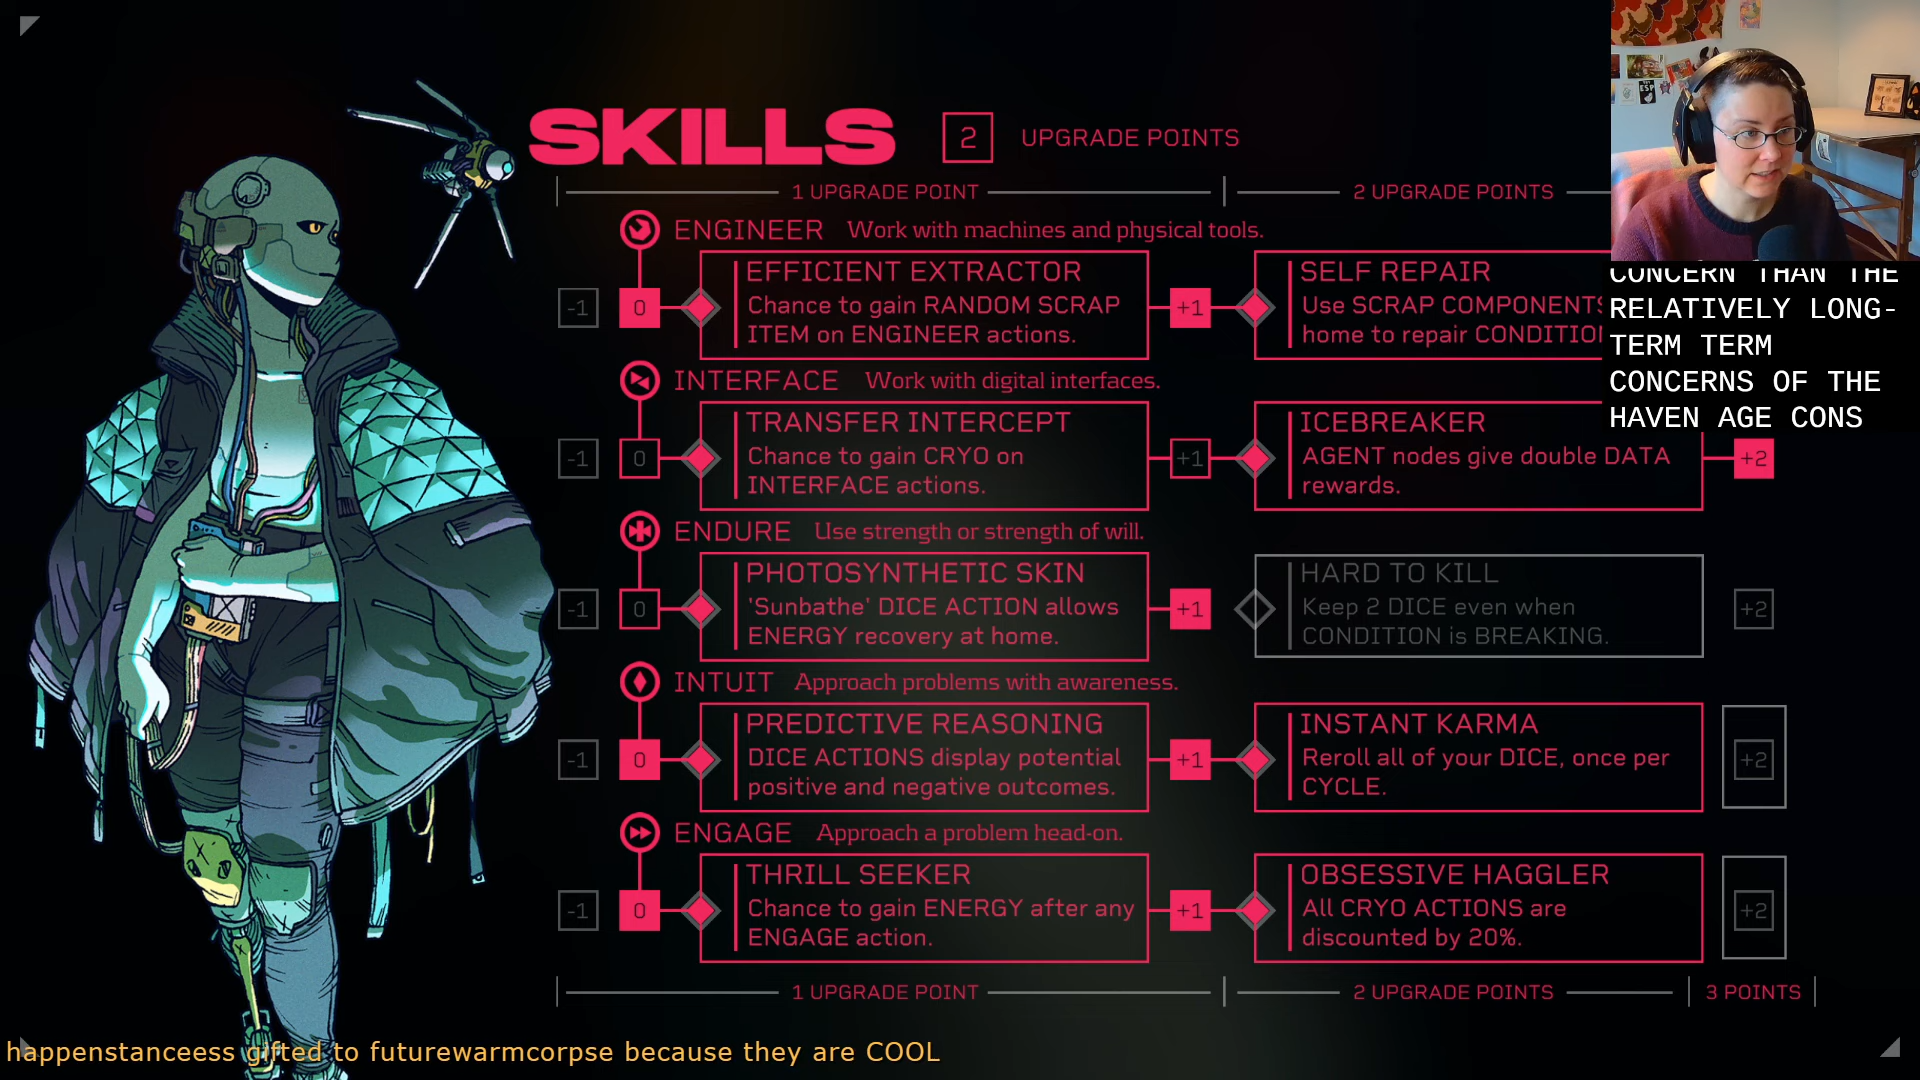 SKILLS
2
UPGRADE POINTS
1 UPGRADE POINT
2 UPGRADE POINTS
ENGINEER Work with machines and physical tools.
-1
0
EFFICIENT EXTRACTOR
Chance to gain RANDOM SCRAP
ITEM on ENGINEER actions.
+1
SELF REPAIR
Use SCRAP COMPONENTS
home to repair
CONCERN THAN THE
RELATIVELY LONG-
TERM TERM
CONCERNS OF THE
HAVEN AGE CONS
INTERFACE Work with digital interfaces.
-1
0
TRANSFER INTERCEPT
Chance to gain CRYO on
INTERFACE actions.
+1
ICEBREAKER
AGENT nodes give double DATA
rewards.
+2
ENDURE Use strength or strength of will.
-1
0
PHOTOSYNTHETIC SKIN
'Sunbathe' DICE ACTION allows
ENERGY recovery at home.
+1
HARD TO KILL
Keep 2 DICE even when
CONDITION is BREAKING.
+2
INTUIT Approach problems with awareness.
-1
0
PREDICTIVE REASONING
DICE ACTIONS display potential
positive and negative outcomes.
+1
INSTANT KARMA
Reroll all of your DICE, once per
CYCLE.
+2
ENGAGE Approach a problem head-on.
-1
0
THRILL SEEKER
Chance to gain ENERGY after any
ENGAGE action.
+1
OBSESSIVE HAGGLER
All CRYO ACTIONS are
discounted by 20%.
+2
1 UPGRADE POINT
2 UPGRADE POINTS
3 POINTS
happenstanceess gifted to futurewarmcorpse because they are COOL